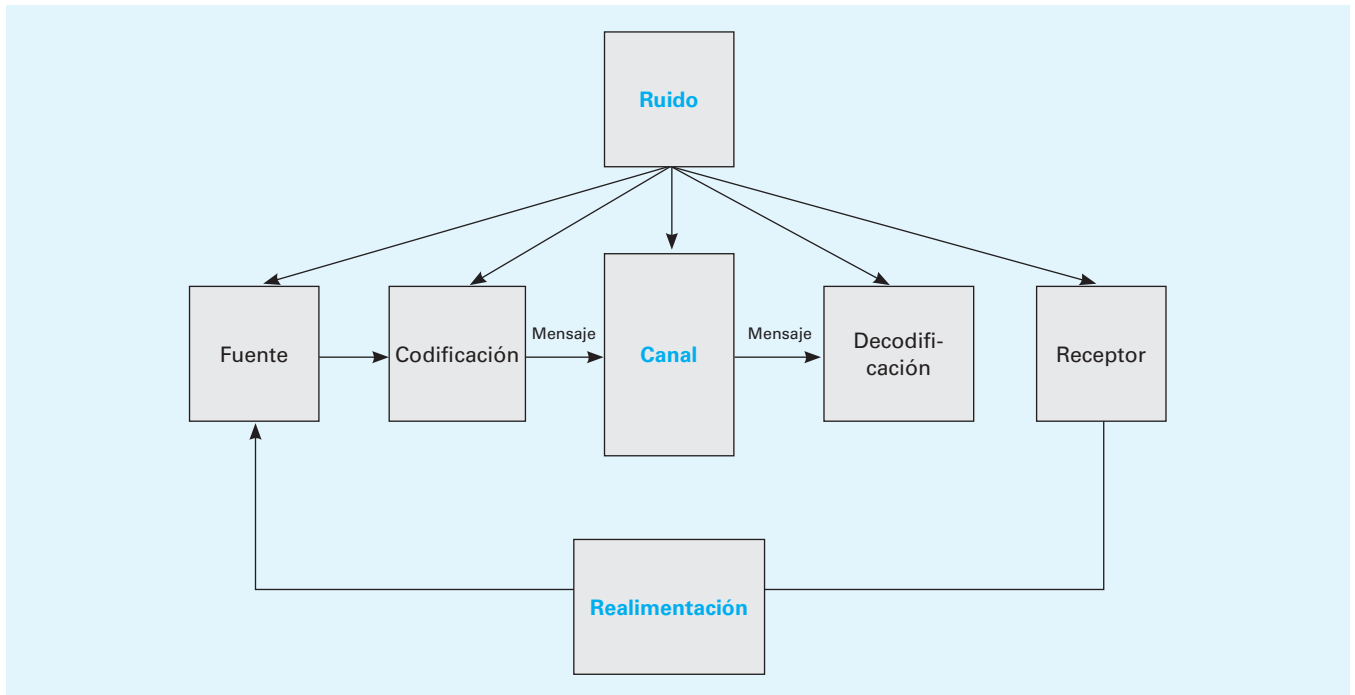 Ruido
Fuente
Codificación
Mensaje
Canal
Mensaje
Decodifi-
cación
Receptor
Realimentación